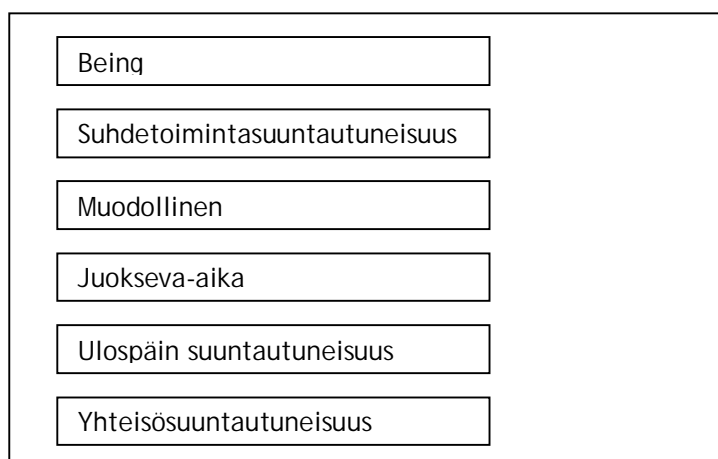 Being
Suhdetoimintasuuntautuneisuus
Muodollinen
Juokseva-aika
Ulospäin suuntautuneisuus
Yhteisösuuntautuneisuus